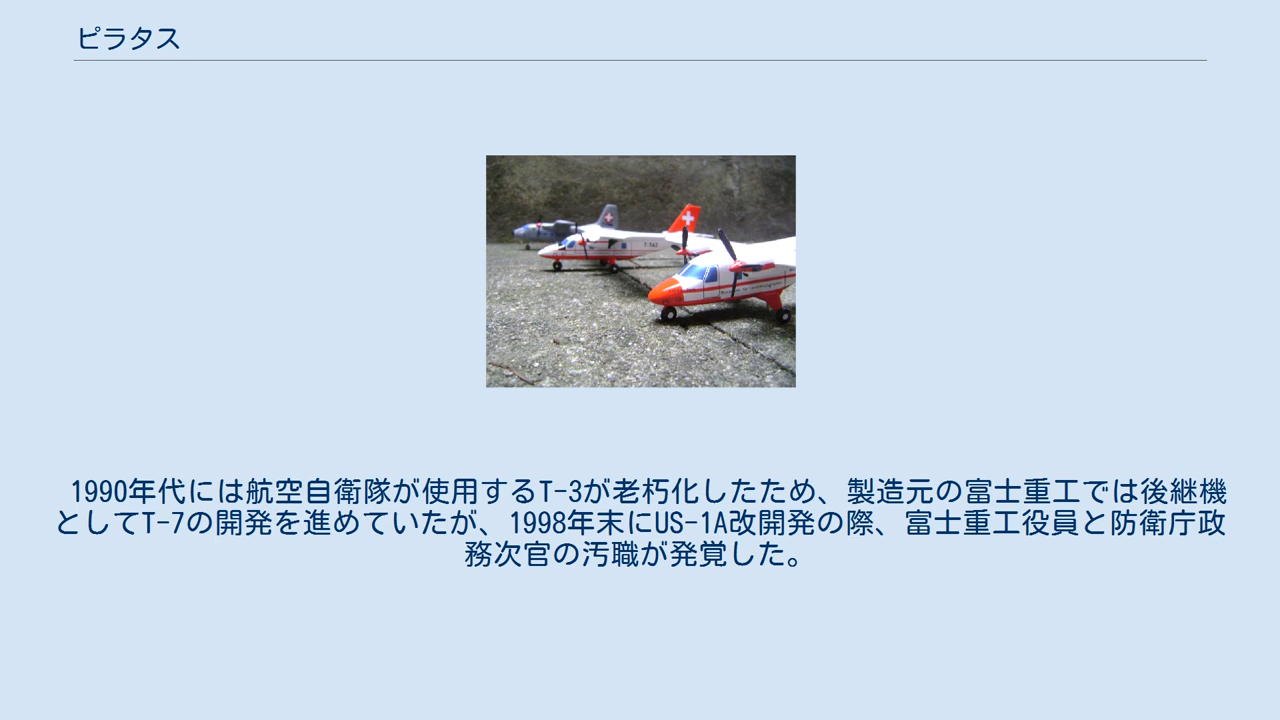 ピラタス
1990年代には航空自衛隊が使用するT-3が老朽化したため、製造元の富士重工では後継機
としてT-7の開発を進めていたが、1998年末にUS-1A改開発の際、富士重工役員と防衛庁政
務次官の汚職が発覚した。